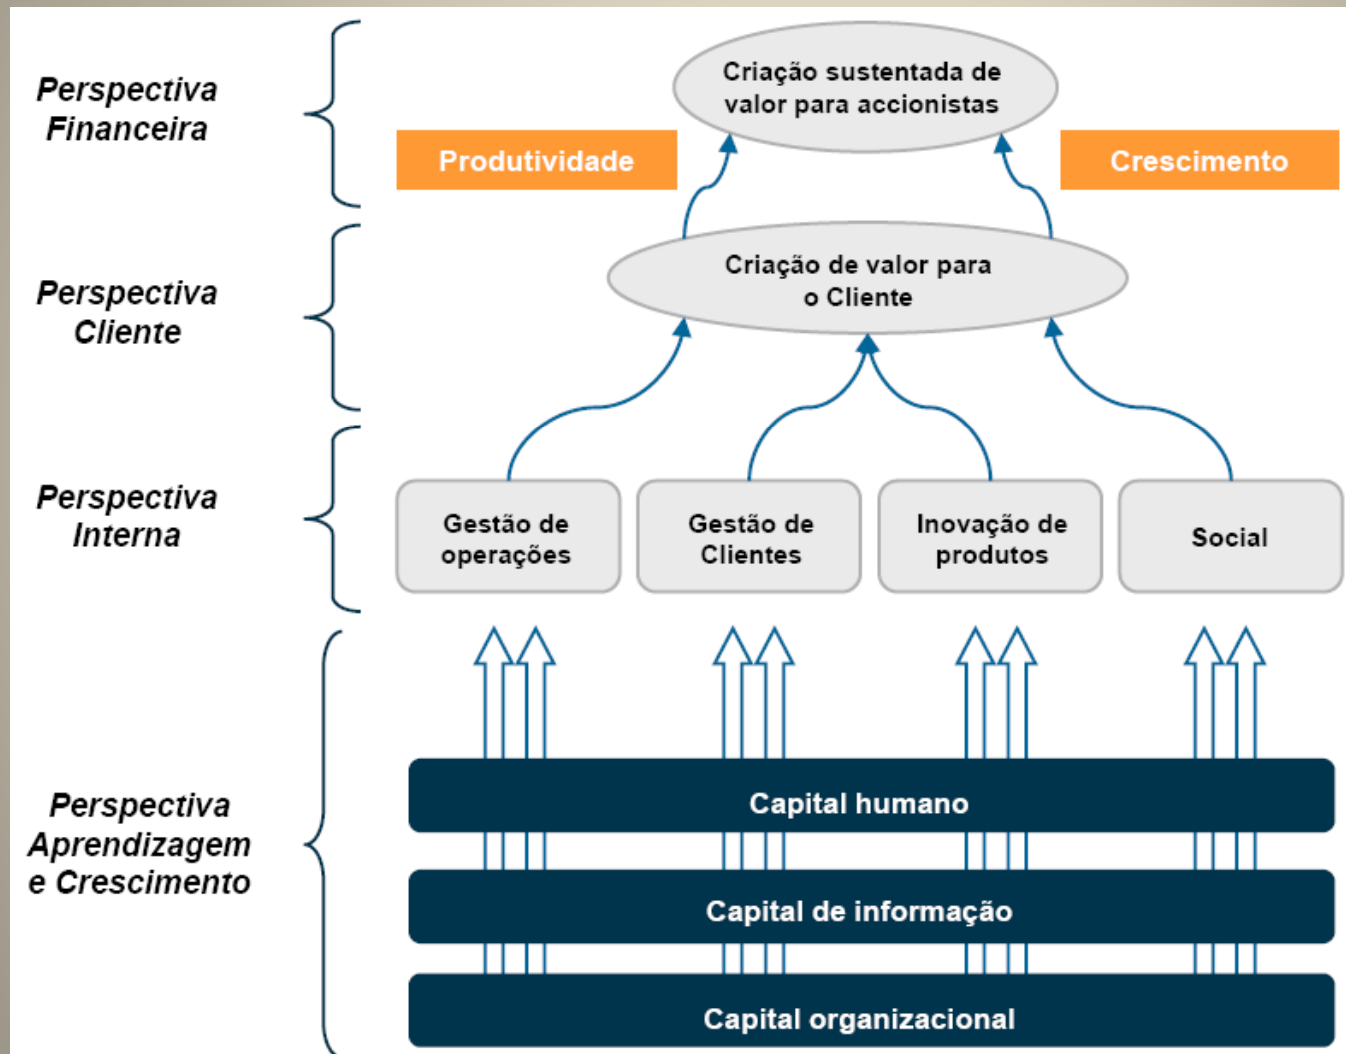 Perspectiva
Financeira
Criação sustentada de
valor para accionistas
Produtividade
Crescimento
Perspectiva
Cliente
Criação de valor para
o Cliente
Perspectiva
Interna
Gestão de
operações
Gestão de
Clientes
Inovação de
produtos
Social
Perspectiva
Aprendizagem
e Crescimento
Capital humano
Capital de informação
Capital organizacional